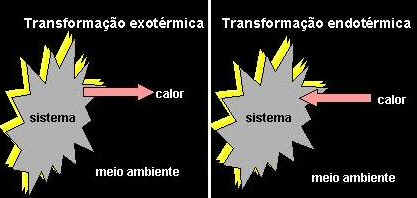 Transformação exotérmica
calor
sistema
meio ambiente
Transformação endotérmica
calor
sistema
meio ambiente